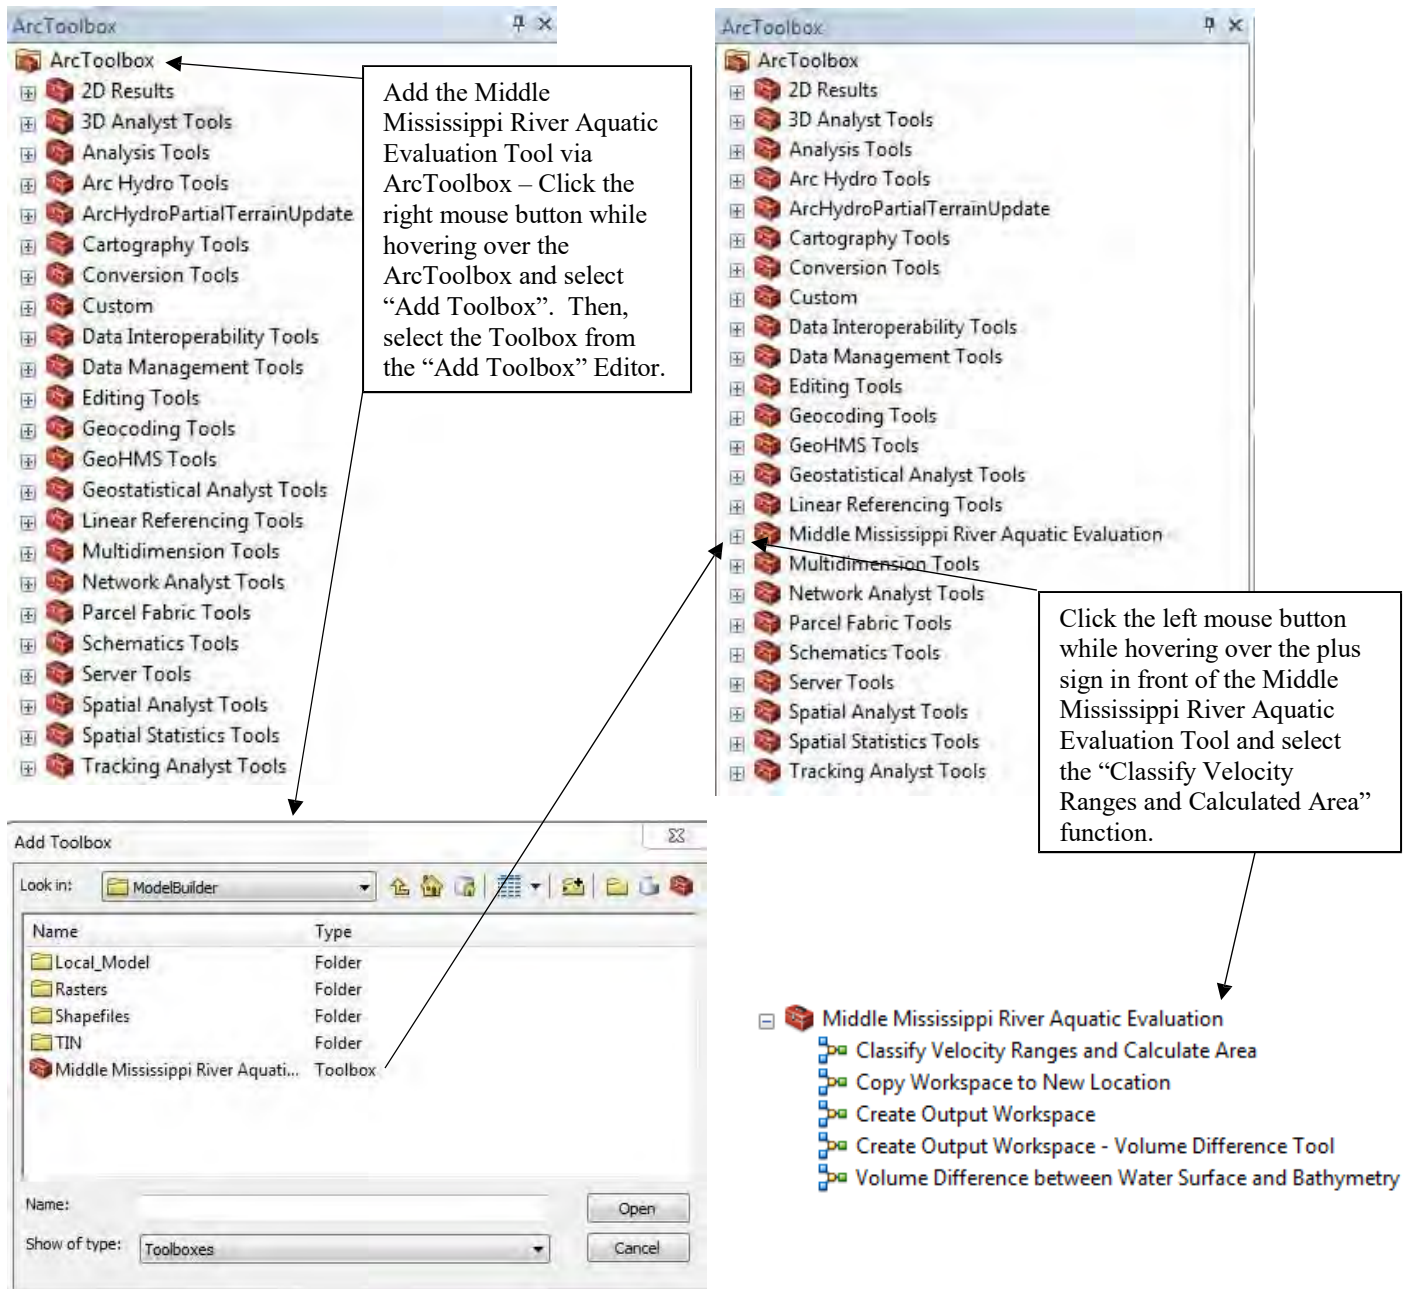 ArcToolbox
ArcToolbox
2D Results
3D Analyst Tools
Analysis Tools
Arc Hydro Tools
ArcHydroPartialTerrainUpdate
Cartography Tools
Conversion Tools
Custom
Data Interoperability Tools
Data Management Tools
Editing Tools
Geocoding Tools
GeoHMS Tools
Geostatistical Analyst Tools
Linear Referencing Tools
Multidimension Tools
Network Analyst Tools
Parcel Fabric Tools
Schematics Tools
Server Tools
Spatial Analyst Tools
Spatial Statistics Tools
Tracking Analyst Tools
Add the Middle
Mississippi River Aquatic
Evaluation Tool via
ArcToolbox – Click the
right mouse button while
hovering over the
ArcToolbox and select
“Add Toolbox”. Then,
select the Toolbox from
the “Add Toolbox” Editor.
ArcToolbox
ArcToolbox
2D Results
3D Analyst Tools
Analysis Tools
Arc Hydro Tools
ArcHydroPartialTerrainUpdate
Cartography Tools
Conversion Tools
Custom
Data Interoperability Tools
Data Management Tools
Editing Tools
Geocoding Tools
GeoHMS Tools
Geostatistical Analyst Tools
Linear Referencing Tools
Middle Mississippi River Aquatic Evaluation
Multidimension Tools
Network Analyst Tools
Parcel Fabric Tools
Schematics Tools
Server Tools
Spatial Analyst Tools
Spatial Statistics Tools
Tracking Analyst Tools
Click the left mouse button
while hovering over the plus
sign in front of the Middle
Mississippi River Aquatic
Evaluation Tool and select
the “Classify Velocity
Ranges and Calculated Area”
function.
Add Toolbox
Look in: ModelBuilder
Name Type
Local_Model Folder
Rasters Folder
Shapefiles Folder
TIN Folder
Middle Mississippi River Aquati... Toolbox
Name: Open
Show of type: Toolboxes Cancel
Middle Mississippi River Aquatic Evaluation
Classify Velocity Ranges and Calculate Area
Copy Workspace to New Location
Create Output Workspace
Create Output Workspace - Volume Difference Tool
Volume Difference between Water Surface and Bathymetry